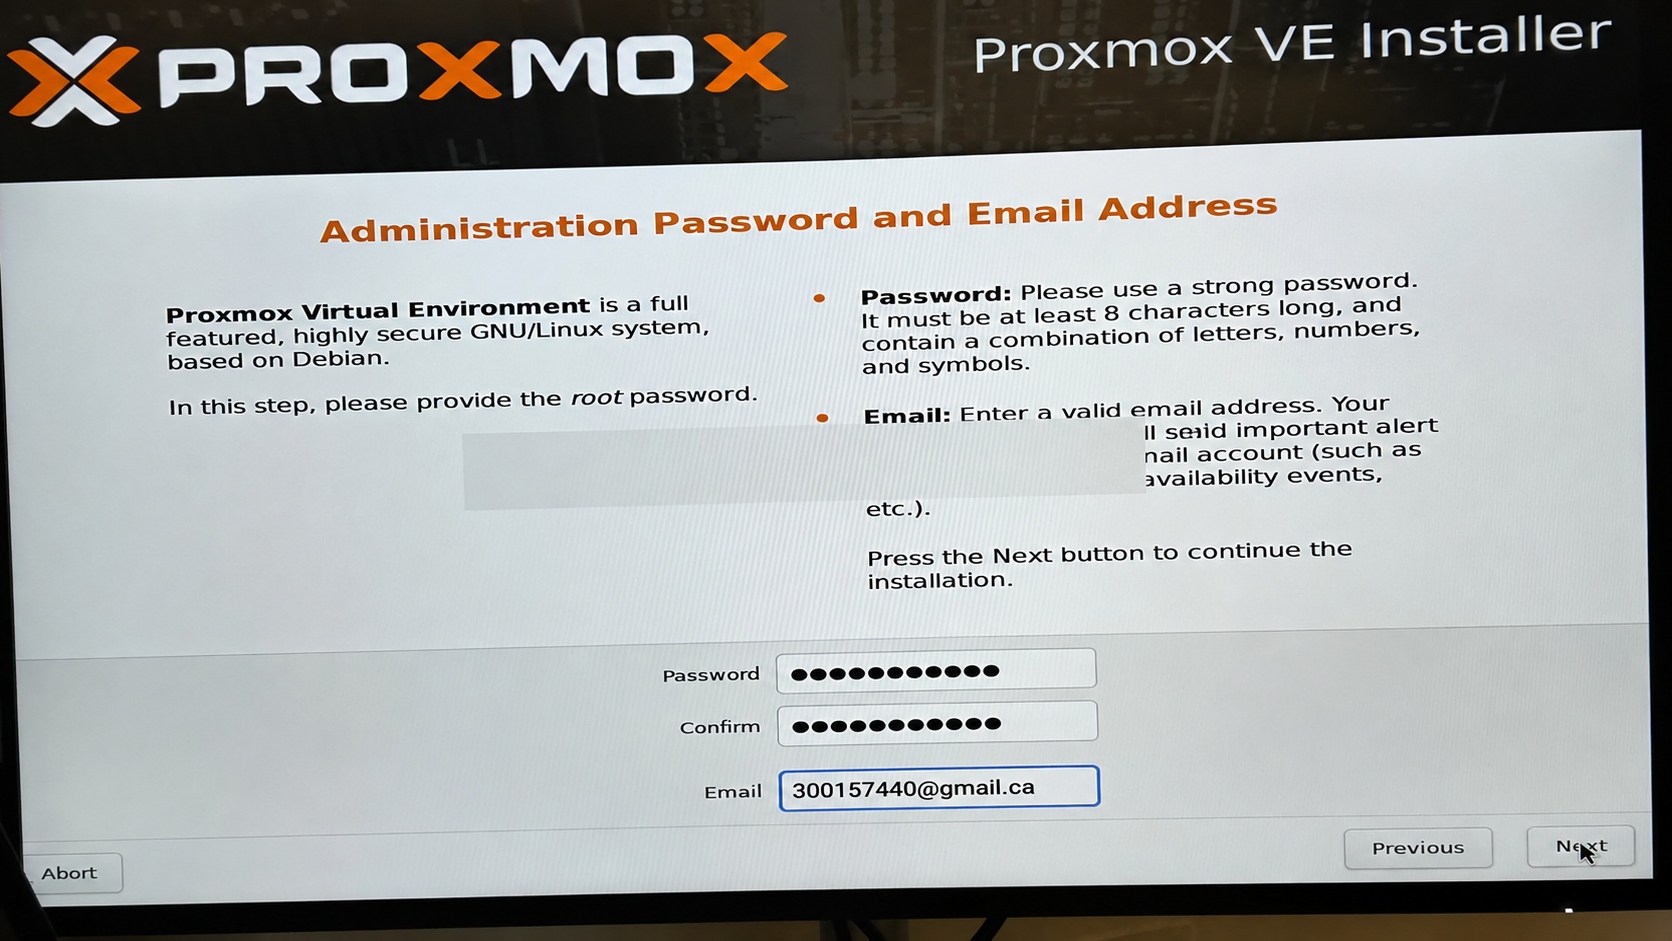 PROXMOX
Proxmox VE Installer
Administration Password and Email Address
Proxmox Virtual Environment is a full
featured, highly secure GNU/Linux system,
based on Debian.
In this step, please provide the root password.
• Password: Please use a strong password.
It must be at least 8 characters long, and
contain a combination of letters, numbers,
and symbols.
• Email: Enter a valid email address. Your
important alert
account (such as
availability events,
etc.).
Press the Next button to continue the
installation.
Password ●●●●●●●●●●●
Confirm ●●●●●●●●●●●
Email 300157440@gmail.ca
Abort
Previous
Next